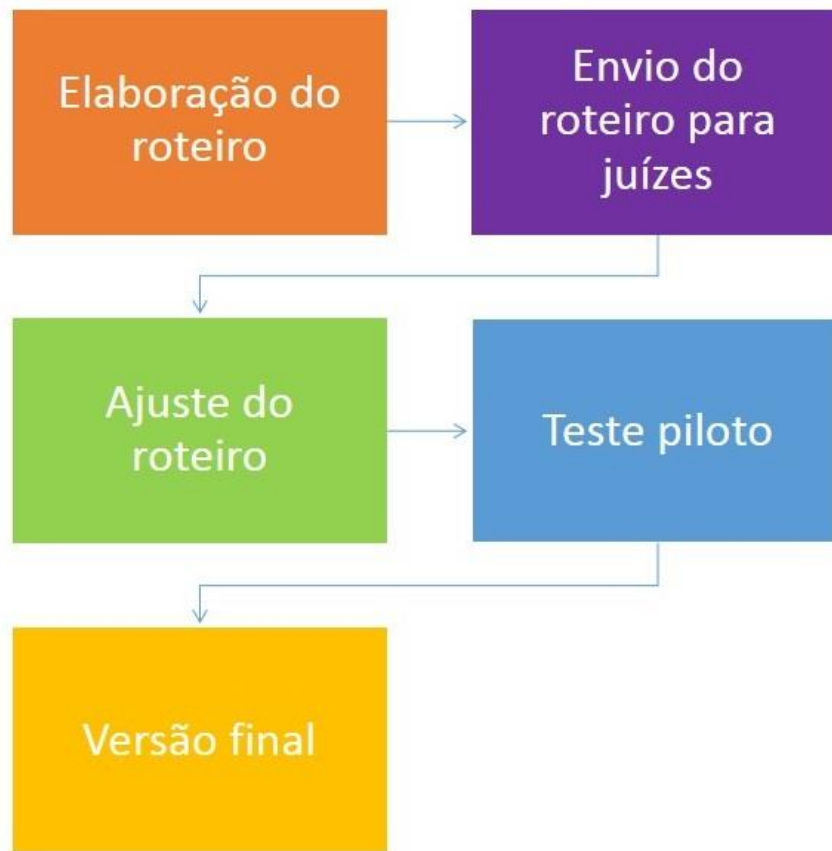 Elaboração do
roteiro
Envio do
roteiro para
juízes
Ajuste do
roteiro
Teste piloto
Versão final